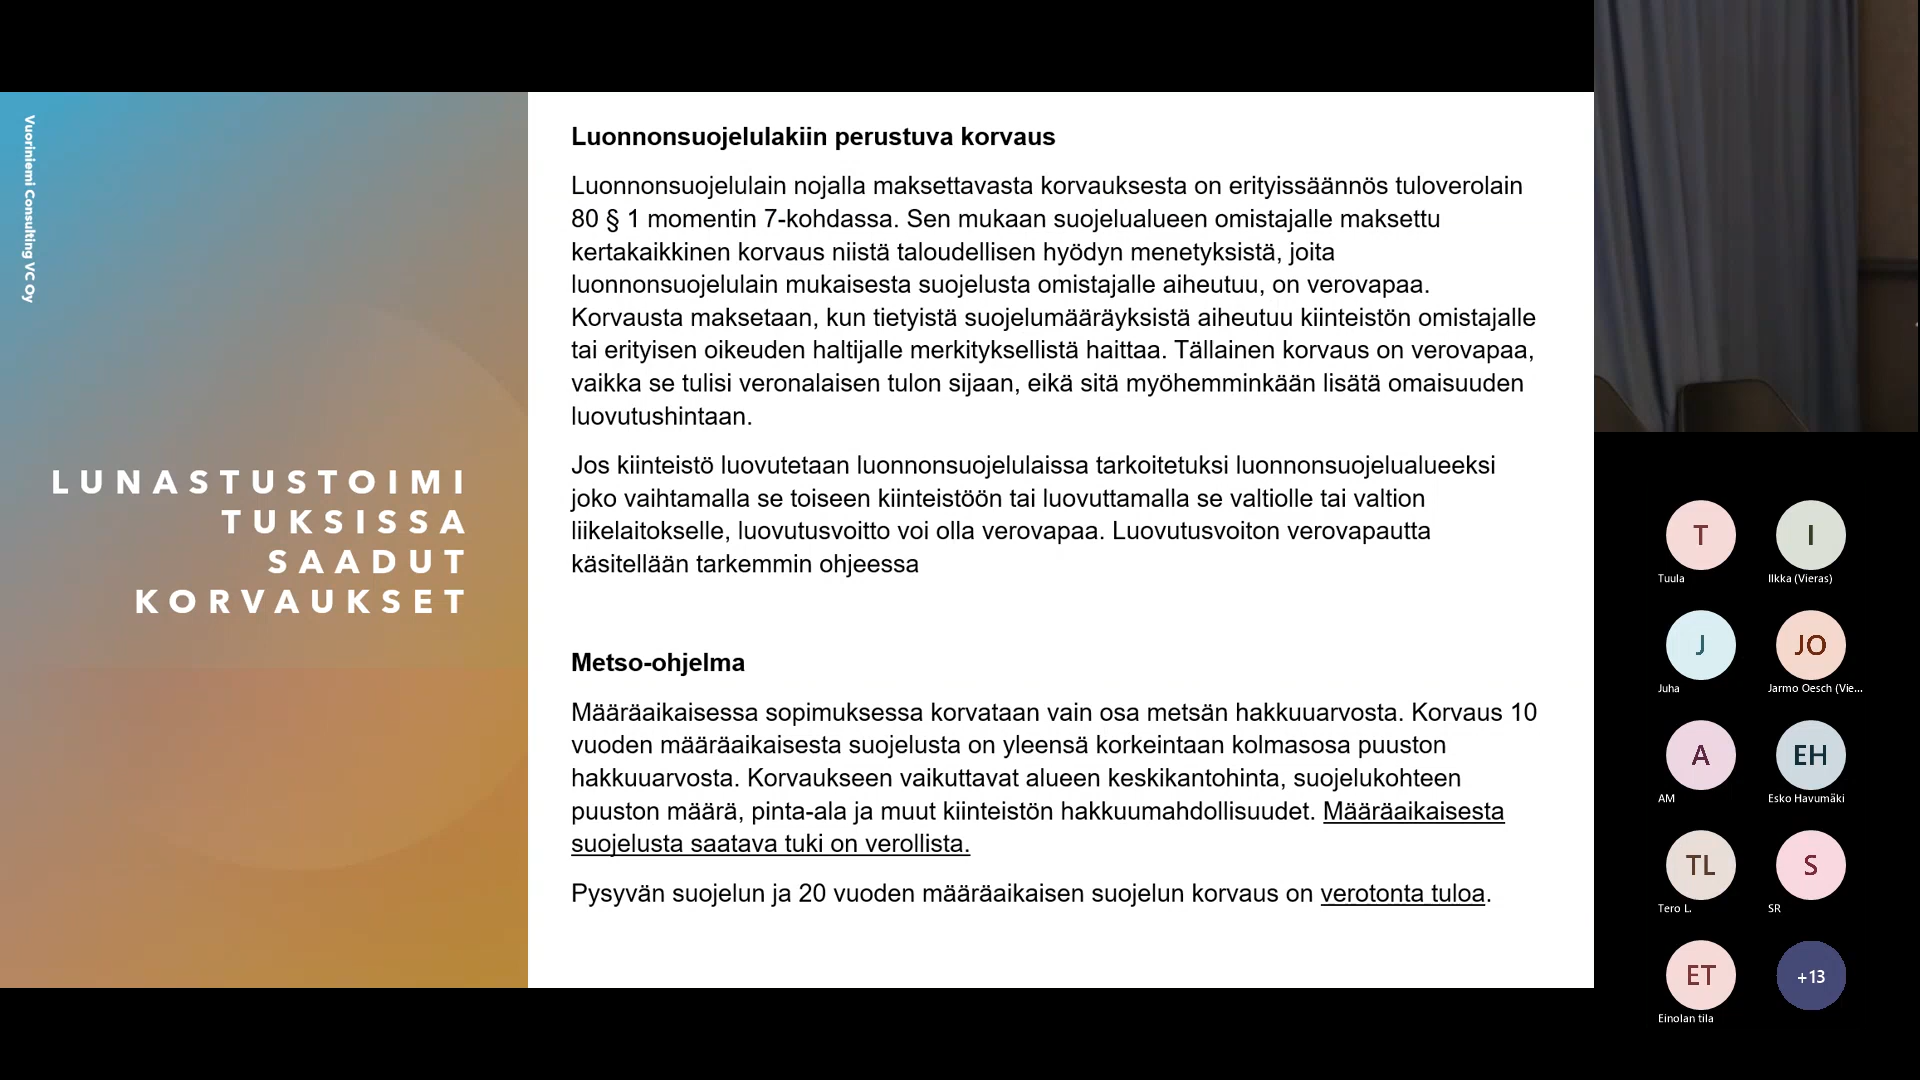 Vuoriniemi Consulting VC Oy
LUNASTUSTOIMI
TUKSISSA
SAADUT
KORVAUKSET
Luonnonsuojelulakiin perustuva korvaus
Luonnonsuojelulain nojalla maksettavasta korvauksesta on erityissäännös tuloverolain
80 § 1 momentin 7-kohdassa. Sen mukaan suojelualueen omistajalle maksettu
kertakaikkinen korvaus niistä taloudellisen hyödyn menetyksistä, joita
luonnonsuojelulain mukaisesta suojelusta omistajalle aiheutuu, on verovapaa.
Korvausta maksetaan, kun tietyistä suojelumääräyksistä aiheutuu kiinteistön omistajalle
tai erityisen oikeuden haltijalle merkityksellistä haittaa. Tällainen korvaus on verovapaa,
vaikka se tulisi veronalaisen tulon sijaan, eikä sitä myöhemminkään lisätä omaisuuden
luovutushintaan.
Jos kiinteistö luovutetaan luonnonsuojelulaissa tarkoitetuksi luonnonsuojelualueeksi
joko vaihtamalla se toiseen kiinteistöön tai luovuttamalla se valtiolle tai valtion
liikelaitokselle, luovutusvoitto voi olla verovapaa. Luovutusvoiton verovapautta
käsitellään tarkemmin ohjeessa
Metso-ohjelma
Määräaikaisessa sopimuksessa korvataan vain osa metsän hakkuuarvosta. Korvaus 10
vuoden määräaikaisesta suojelusta on yleensä korkeintaan kolmasosa puuston
hakkuuarvosta. Korvaukseen vaikuttavat alueen keskikantohinta, suojelukohteen
puuston määrä, pinta-ala ja muut kiinteistön hakkuumahdollisuudet. Määräaikaisesta
suojelusta saatava tuki on verollista.
Pysyvän suojelun ja 20 vuoden määräaikaisen suojelun korvaus on verotonta tuloa.
T I
Tuula Ilkka (Vieras)
J JO
Juha Jarmo Oesch (Vie...
A EH
AM Esko Havumäki
TL S
Tero L. SR
ET +13
Einolan tila